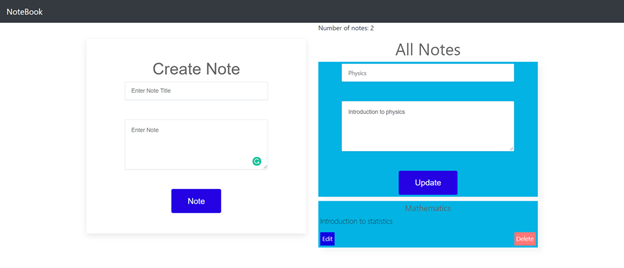 NoteBook
Number of notes: 2
Create Note
Enter Note Title
Enter Note
Note
All Notes
Physics
Introduction to physics
Update
Mathematics
Introduction to statistics
Edit
Delete